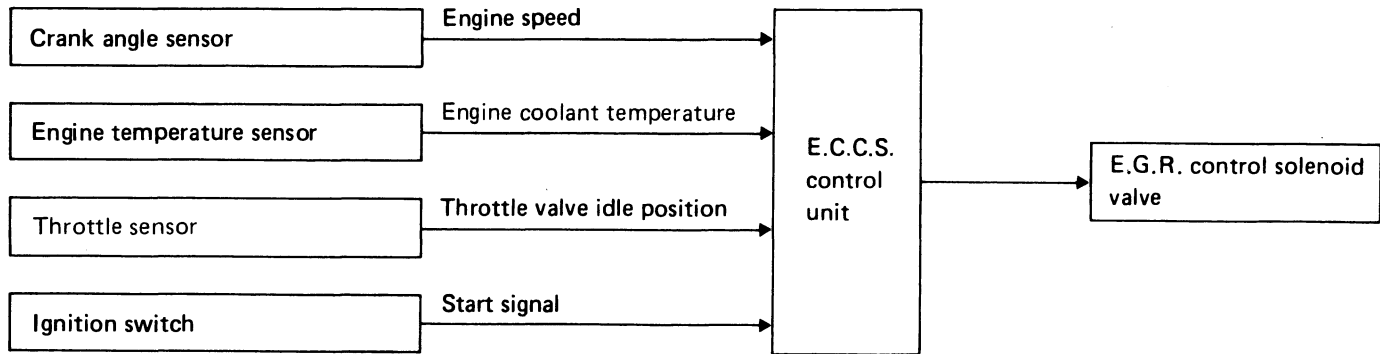 Crank angle sensor
Engine speed
Engine temperature sensor
Engine coolant temperature
Throttle sensor
Throttle valve idle position
Ignition switch
Start signal
E.C.C.S.
control
unit
E.G.R. control solenoid
valve